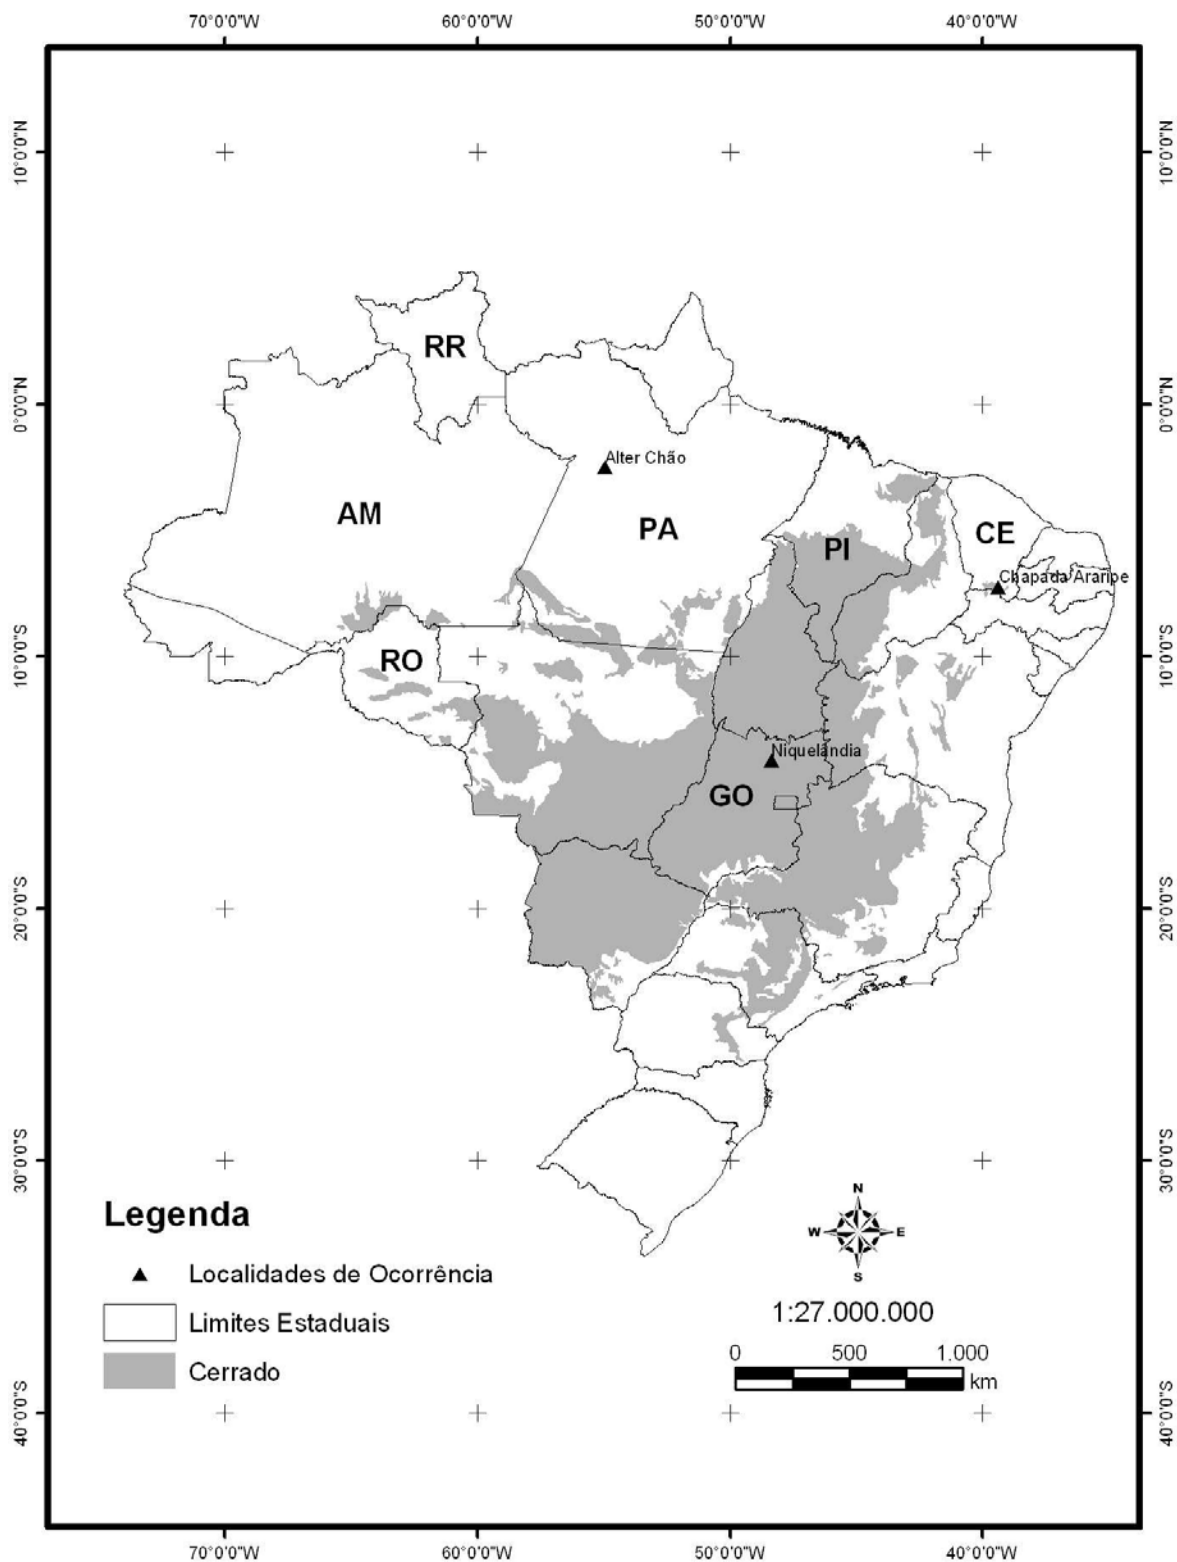 70°0'0"W 60°0'0"W 50°0'0"W 40°0'0"W
10°0'0"N 10°0'0"N
RR
0°0'0"N 0°0'0"N
Alter Chão
AM PA PI CE
Chapada Araripe
RO
10°0'0"S 10°0'0"S
Niquelândia
GO
20°0'0"S 20°0'0"S
30°0'0"S 30°0'0"S
Legenda
Localidades de Ocorrência
Limites Estaduais
Cerrado
N
W E
S
1:27.000.000
0 500 1.000
km
40°0'0"S 40°0'0"S
70°0'0"W 60°0'0"W 50°0'0"W 40°0'0"W